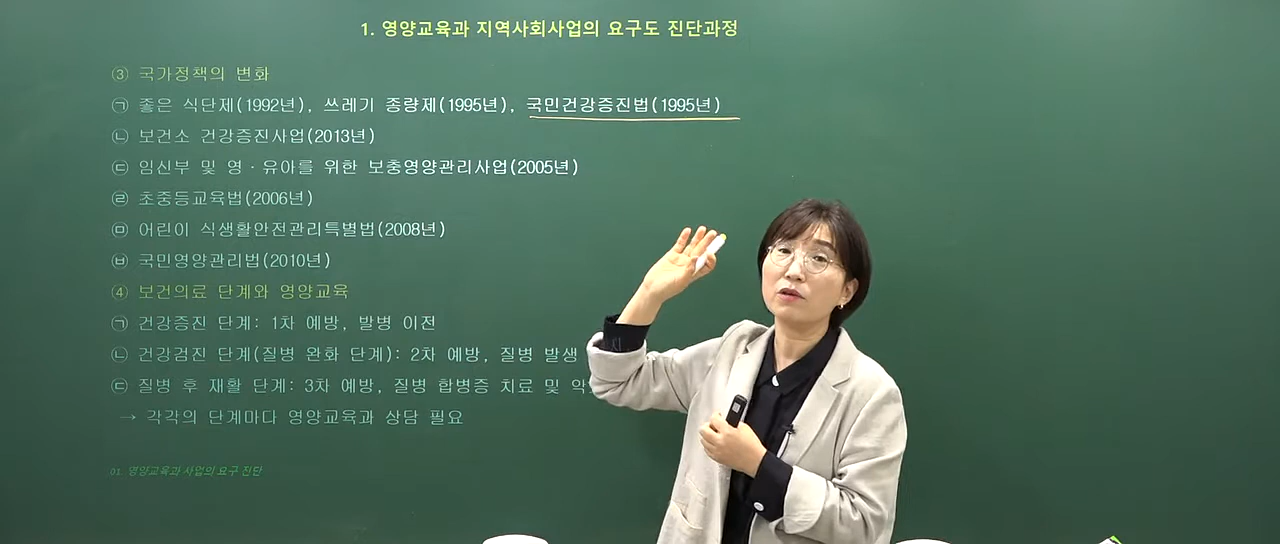 1. 영양교육과 지역사회사업의 요구도 진단과정
③ 국가정책의 변화
㉠ 좋은 식단제(1992년), 쓰레기 종량제(1995년), 국민건강증진법(1995년)
㉡ 보건소 건강증진사업(2013년)
㉢ 임신부 및 영·유아를 위한 보충영양관리사업(2005년)
㉣ 초중등교육법(2006년)
㉤ 어린이 식생활안전관리특별법(2008년)
㉥ 국민영양관리법(2010년)
④ 보건의료 단계와 영양교육
㉠ 건강증진 단계: 1차 예방, 발병 이전
㉡ 건강검진 단계(질병 완화 단계): 2차 예방, 질병 발생
㉢ 질병 후 재활 단계: 3차 예방, 질병 합병증 치료 및
→ 각각의 단계마다 영양교육과 상담 필요
01. 영양교육과 사업의 요구 진단